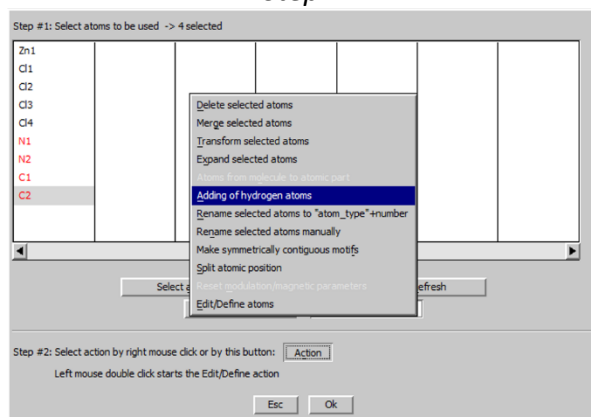 Step #1: Select atoms to be used -> 4 selected
Zn1
Cl1
Cl2
Cl3
Cl4
N1
N2
C1
C2
Delete selected atoms
Merge selected atoms
Transform selected atoms
Expand selected atoms
Atoms from molecule to atomic part
Adding of hydrogen atoms
Rename selected atoms to "atom_type"+number
Rename selected atoms manually
Make symmetrically contiguous motifs
Split atomic position
Reset modulation/magnetic parameters
Edit/Define atoms
Select
efresh
Step #2: Select action by right mouse click or by this button: Action
Left mouse double click starts the Edit/Define action
Esc Ok